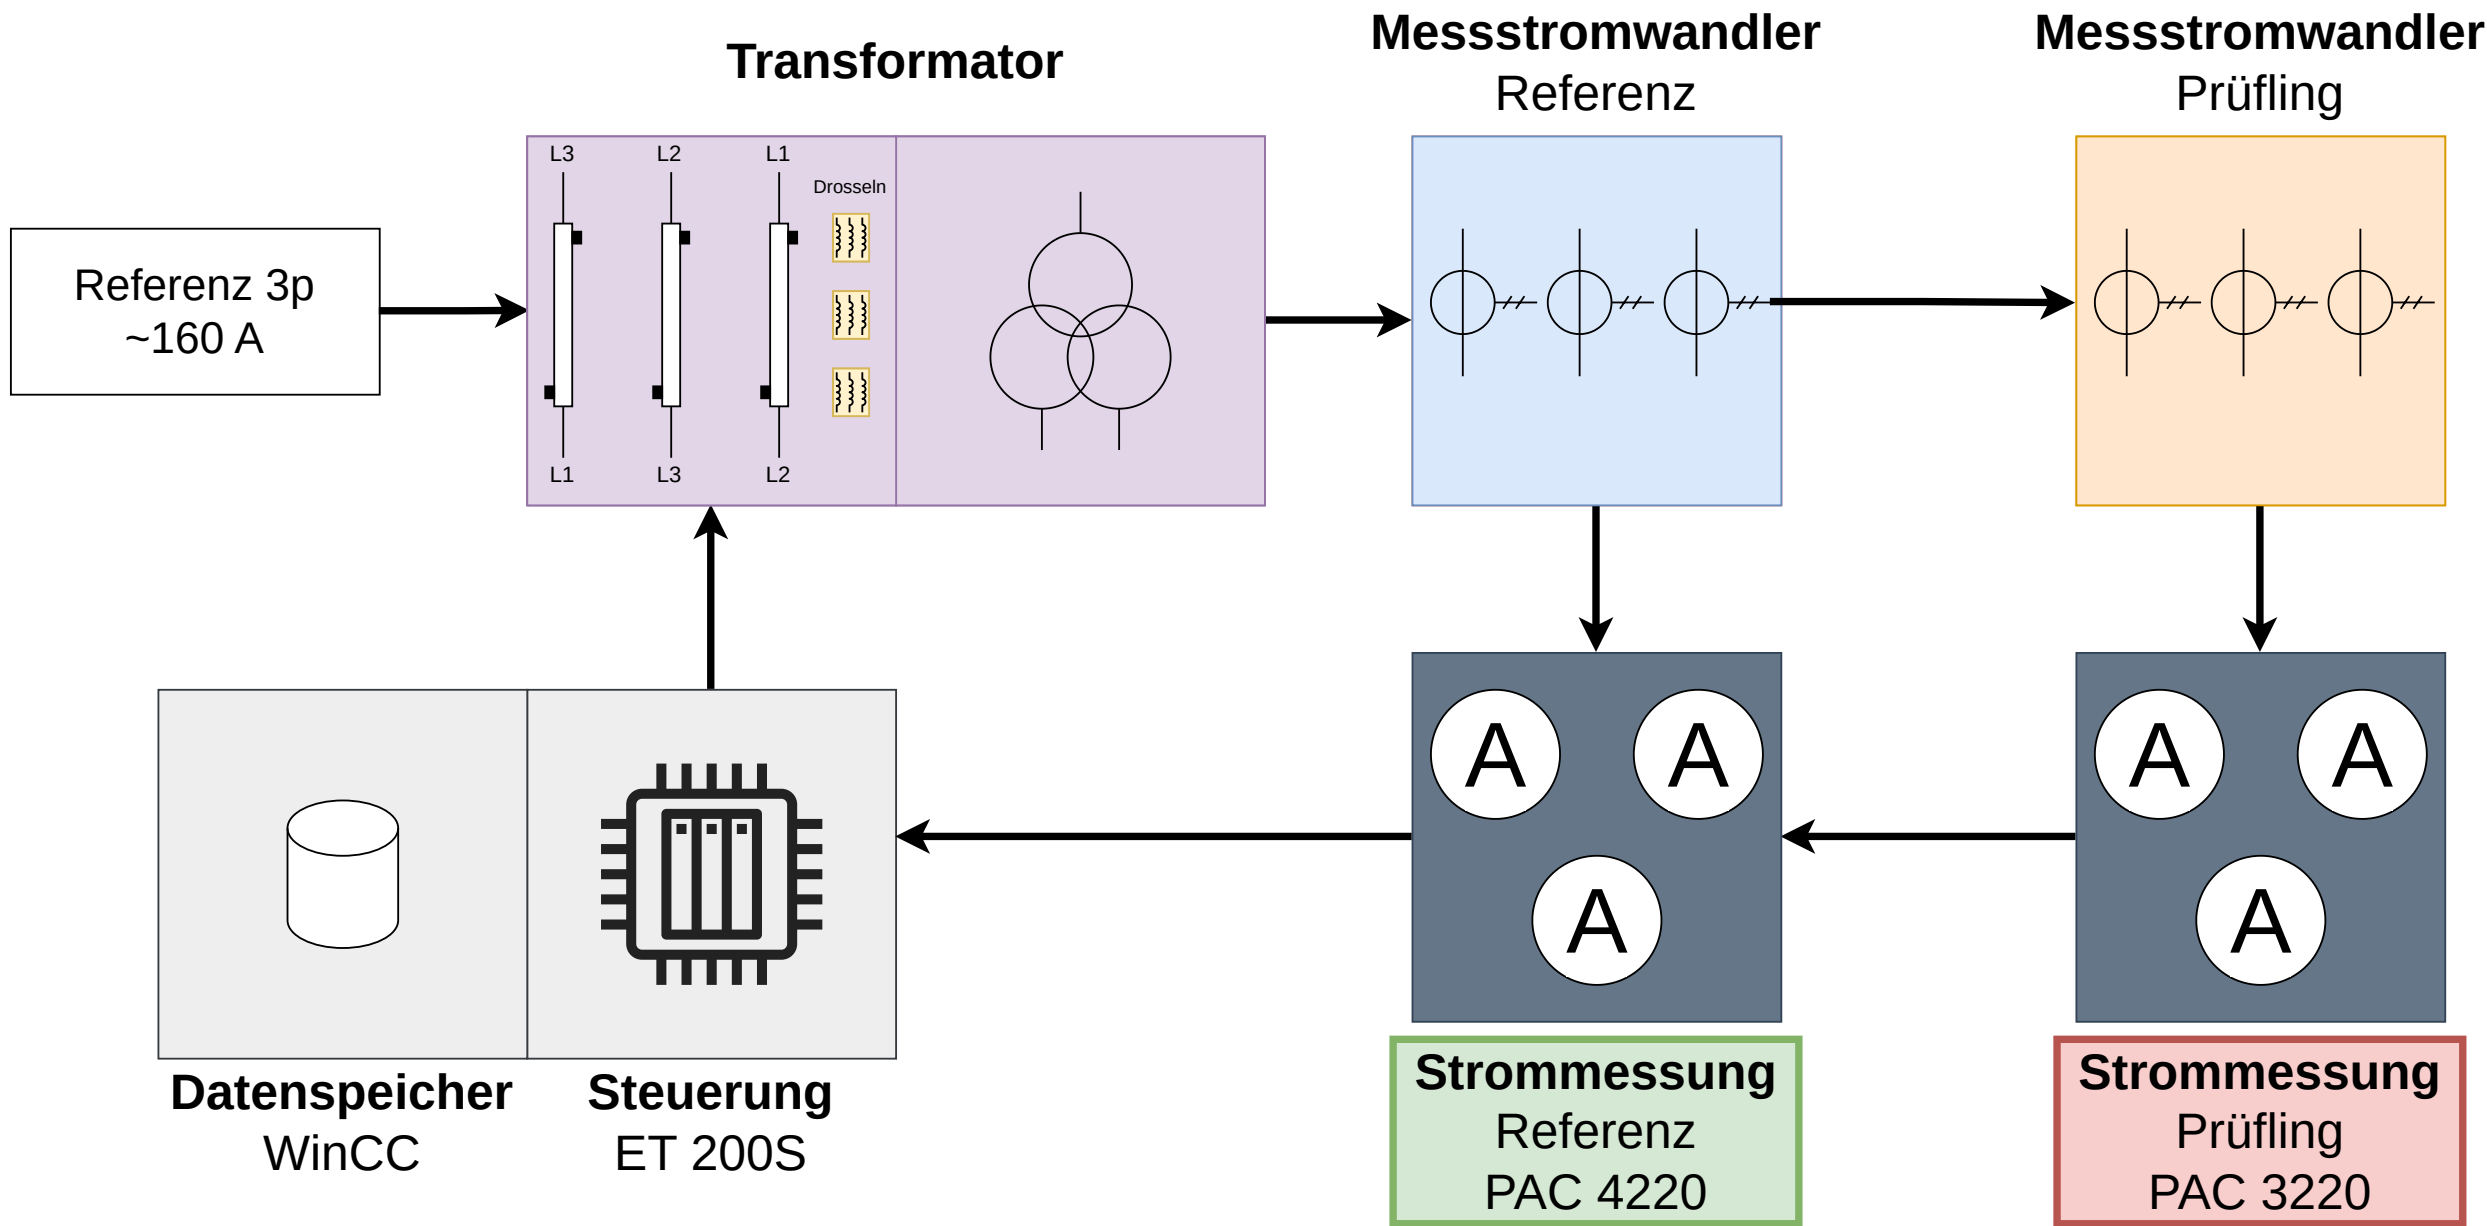 Transformator
Messstromwandler
Referenz
Messstromwandler
Prüfling
L3 L2 L1
Drosseln
Referenz 3p
~160 A
L1 L3 L2
A A
A
A A
A
Datenspeicher
WinCC
Steuerung
ET 200S
Strommessung
Referenz
PAC 4220
Strommessung
Prüfling
PAC 3220